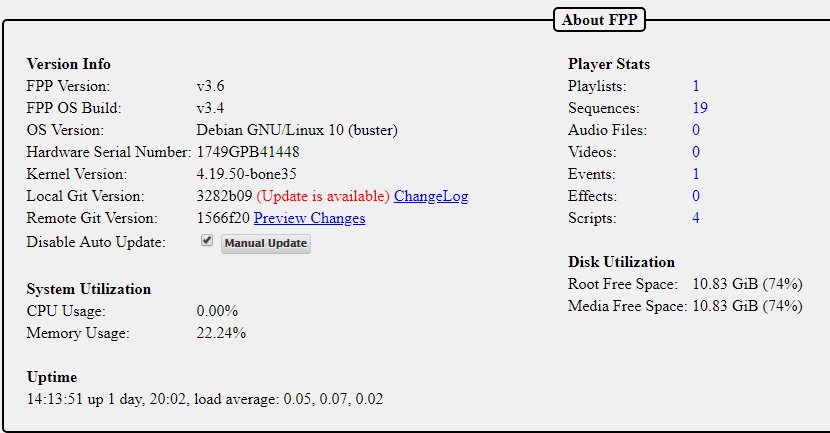 About FPP
Version Info
FPP Version: v3.6
FPP OS Build: v3.4
OS Version: Debian GNU/Linux 10 (buster)
Hardware Serial Number: 1749GPB41448
Kernel Version: 4.19.50-bone35
Local Git Version: 3282b09 (Update is available) ChangeLog
Remote Git Version: 1566f20 Preview Changes
Disable Auto Update: Manual Update
System Utilization
CPU Usage: 0.00%
Memory Usage: 22.24%
Uptime
14:13:51 up 1 day, 20:02, load average: 0.05, 0.07, 0.02
Player Stats
Playlists: 1
Sequences: 19
Audio Files: 0
Videos: 0
Events: 1
Effects: 0
Scripts: 4
Disk Utilization
Root Free Space: 10.83 GiB (74%)
Media Free Space: 10.83 GiB (74%)